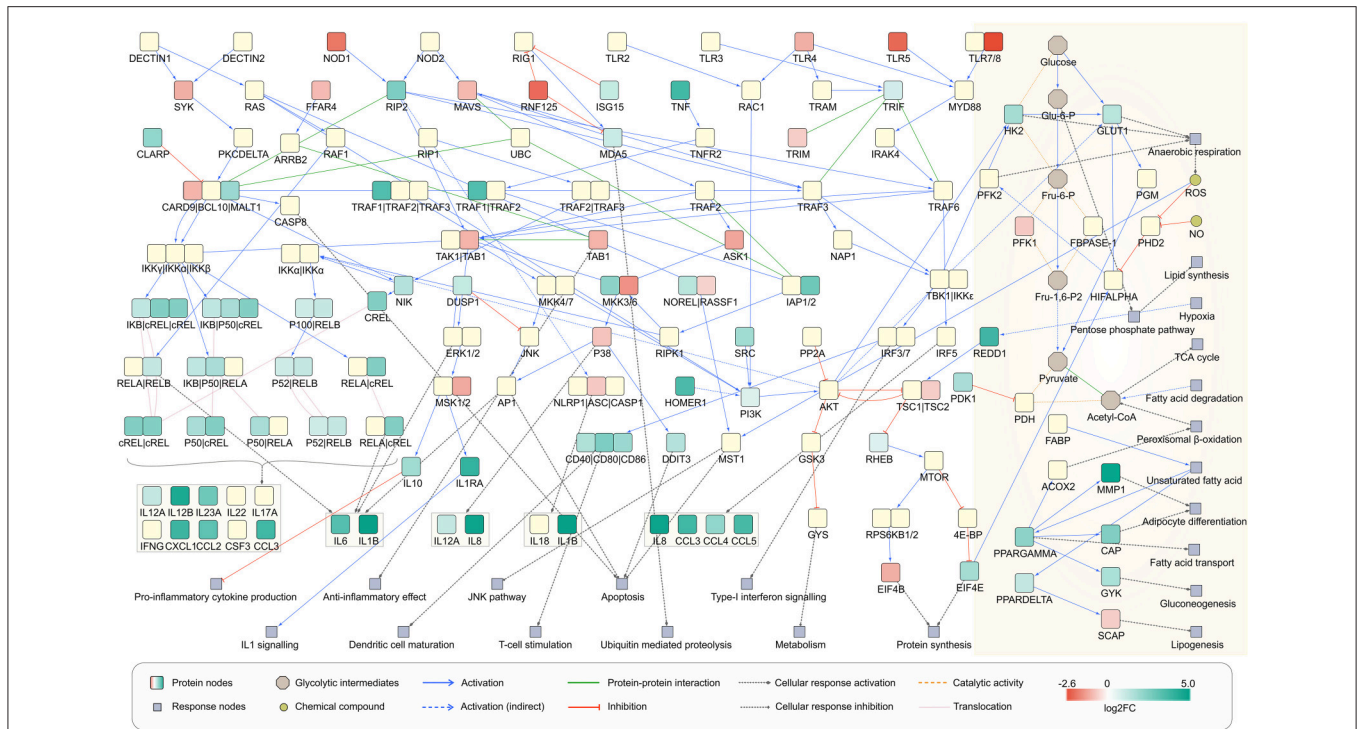 Glucose
DECTIN1 DECTIN2 NOD1 NOD2 RIG1 TLR2 TLR3 TLR4 TLR5 TLR7/8
Glu-6-P
SYK RAS FFAR4 RIP2 MAVS RNF125 ISG15 TNF RAC1 TRAM TRIF MYD88 HK2 GLUT1
Anaerobic respiration
CLARP PKCDELTA ARRB2 RAF1 RIP1 UBC MDA5 TNFR2 TRIM IRAK4
PFK2 Fru-6-P PGM ROS
CARD9|BCL10|MALT1 CASP8 TRAF1|TRAF2|TRAF3 TRAF1|TRAF2 TRAF2|TRAF3 TRAF2 TRAF3 TRAF6
NO
PFK1 FBPASE-1 PHD2
IKKγ|IKKα|IKKβ IKKα|IKKα TAK1|TAB1 TAB1 ASK1 NAP1
Lipid synthesis
NIK DUSP1 MKK4/7 MKK3/6 NOREL|RASSF1 IAP1/2 TBK1|IKKε Fru-1,6-P2 HIFALPHA
Hypoxia
IKB|cREL|cREL IKB|P50|cREL P100|RELB CREL
Pentose phosphate pathway
ERK1/2 JNK P38 RIPK1 SRC PP2A IRF3/7 IRF5 REDD1
TCA cycle
RELA|RELB IKB|P50|RELA P52|RELB RELA|cREL Pyruvate
MSK1/2 AP1 NLRP1|ASC|CASP1 HOMER1 PI3K AKT TSC1|TSC2 PDK1
Fatty acid degradation
PDH Acetyl-CoA
cREL|cREL P50|cREL P50|RELA P52|RELB RELA|cREL
Peroxisomal β-oxidation
IL10 IL1RA CD40|CD80|CD86 DDIT3 MST1 GSK3 RHEB MTOR FABP
Unsaturated fatty acid
ACOX2 MMP1
IL12A IL12B IL23A IL22 IL17A
Adipocyte differentiation
IFNG CXCL1 CCL2 CSF3 CCL3 IL6 IL1B IL12A IL8 IL18 IL1B IL8 CCL3 CCL4 CCL5 GYS RPS6KB1/2 4E-BP PPARGAMMA CAP
Fatty acid transport
Pro-inflammatory cytokine production Anti-inflammatory effect JNK pathway Apoptosis Type-I interferon signalling EIF4B EIF4E PPARDELTA GYK
Gluconeogenesis
SCAP
IL1 signalling Dendritic cell maturation T-cell stimulation Ubiquitin mediated proteolysis Metabolism Protein synthesis Lipogenesis
Protein nodes Glycolytic intermediates Activation Protein-protein interaction Cellular response activation Catalytic activity -2.6 0 5.0
Response nodes Chemical compound Activation (indirect) Inhibition Cellular response inhibition Translocation log2FC